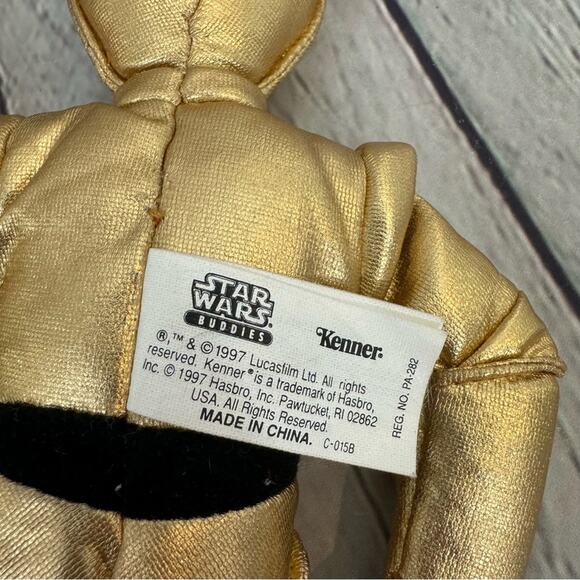 STAR
WARS
BUDDIES
Kenner®
®,™ & © 1997 Lucasfilm Ltd. All rights
reserved. Kenner® is a trademark of Hasbro,
Inc. © 1997 Hasbro, Inc. Pawtucket, RI 02862
USA. All Rights Reserved.
MADE IN CHINA. C-015B
REG. NO. PA-282